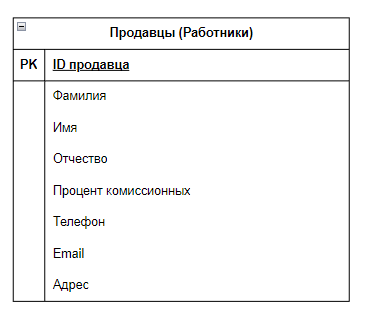 Продавцы (Работники)
PK ID продавца
Фамилия
Имя
Отчество
Процент комиссионных
Телефон
Email
Адрес